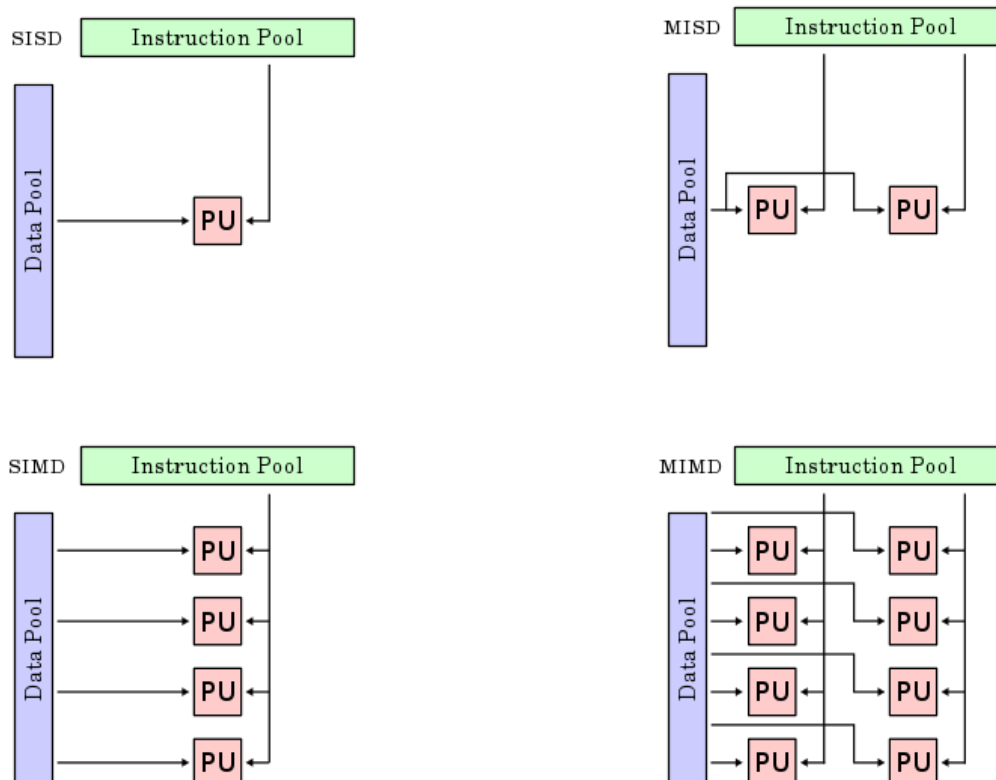 SISD Instruction Pool
Data Pool
PU
MISD Instruction Pool
Data Pool
PU PU
SIMD Instruction Pool
Data Pool
PU
PU
PU
PU
MIMD Instruction Pool
Data Pool
PU PU
PU PU
PU PU
PU PU